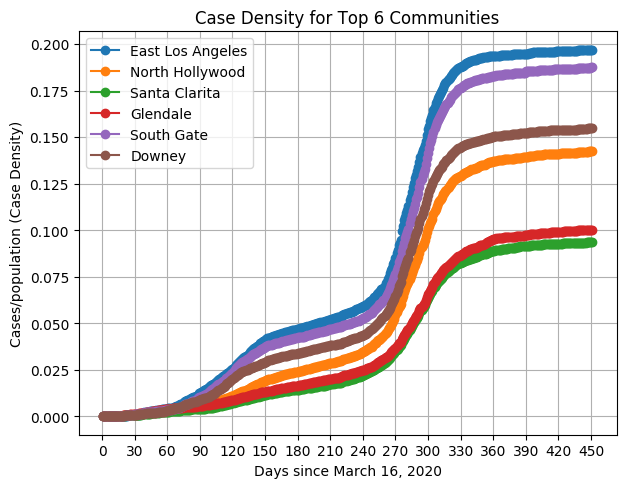 Case Density for Top 6 Communities
East Los Angeles
North Hollywood
Santa Clarita
Glendale
South Gate
Downey
Cases/population (Case Density)
0.200
0.175
0.150
0.125
0.100
0.075
0.050
0.025
0.000
0 30 60 90 120 150 180 210 240 270 300 330 360 390 420 450
Days since March 16, 2020